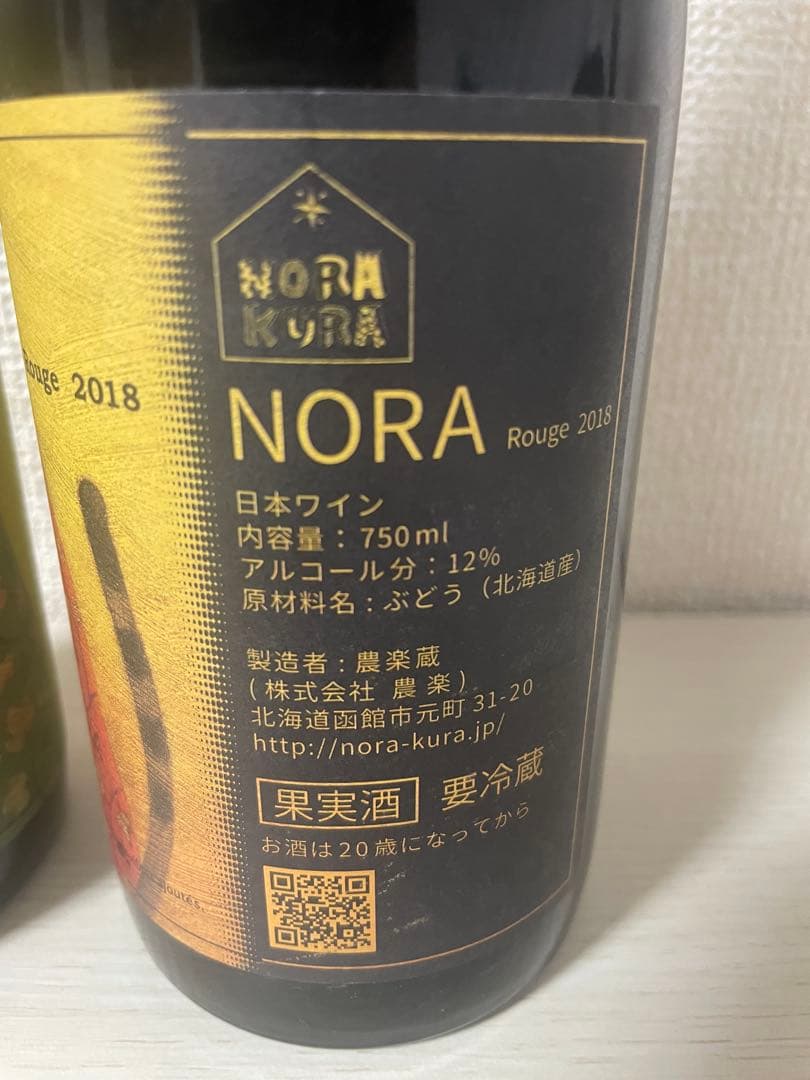 NORA
KURA
Rouge 2018
NORA Rouge 2018
日本ワイン
内容量：750ml
アルコール分：12%
原材料名：ぶどう（北海道産）
製造者：農楽蔵
(株式会社 農楽)
北海道函館市元町31-20
http://nora-kura.jp/
果実酒 要冷蔵
お酒は20歳になってから